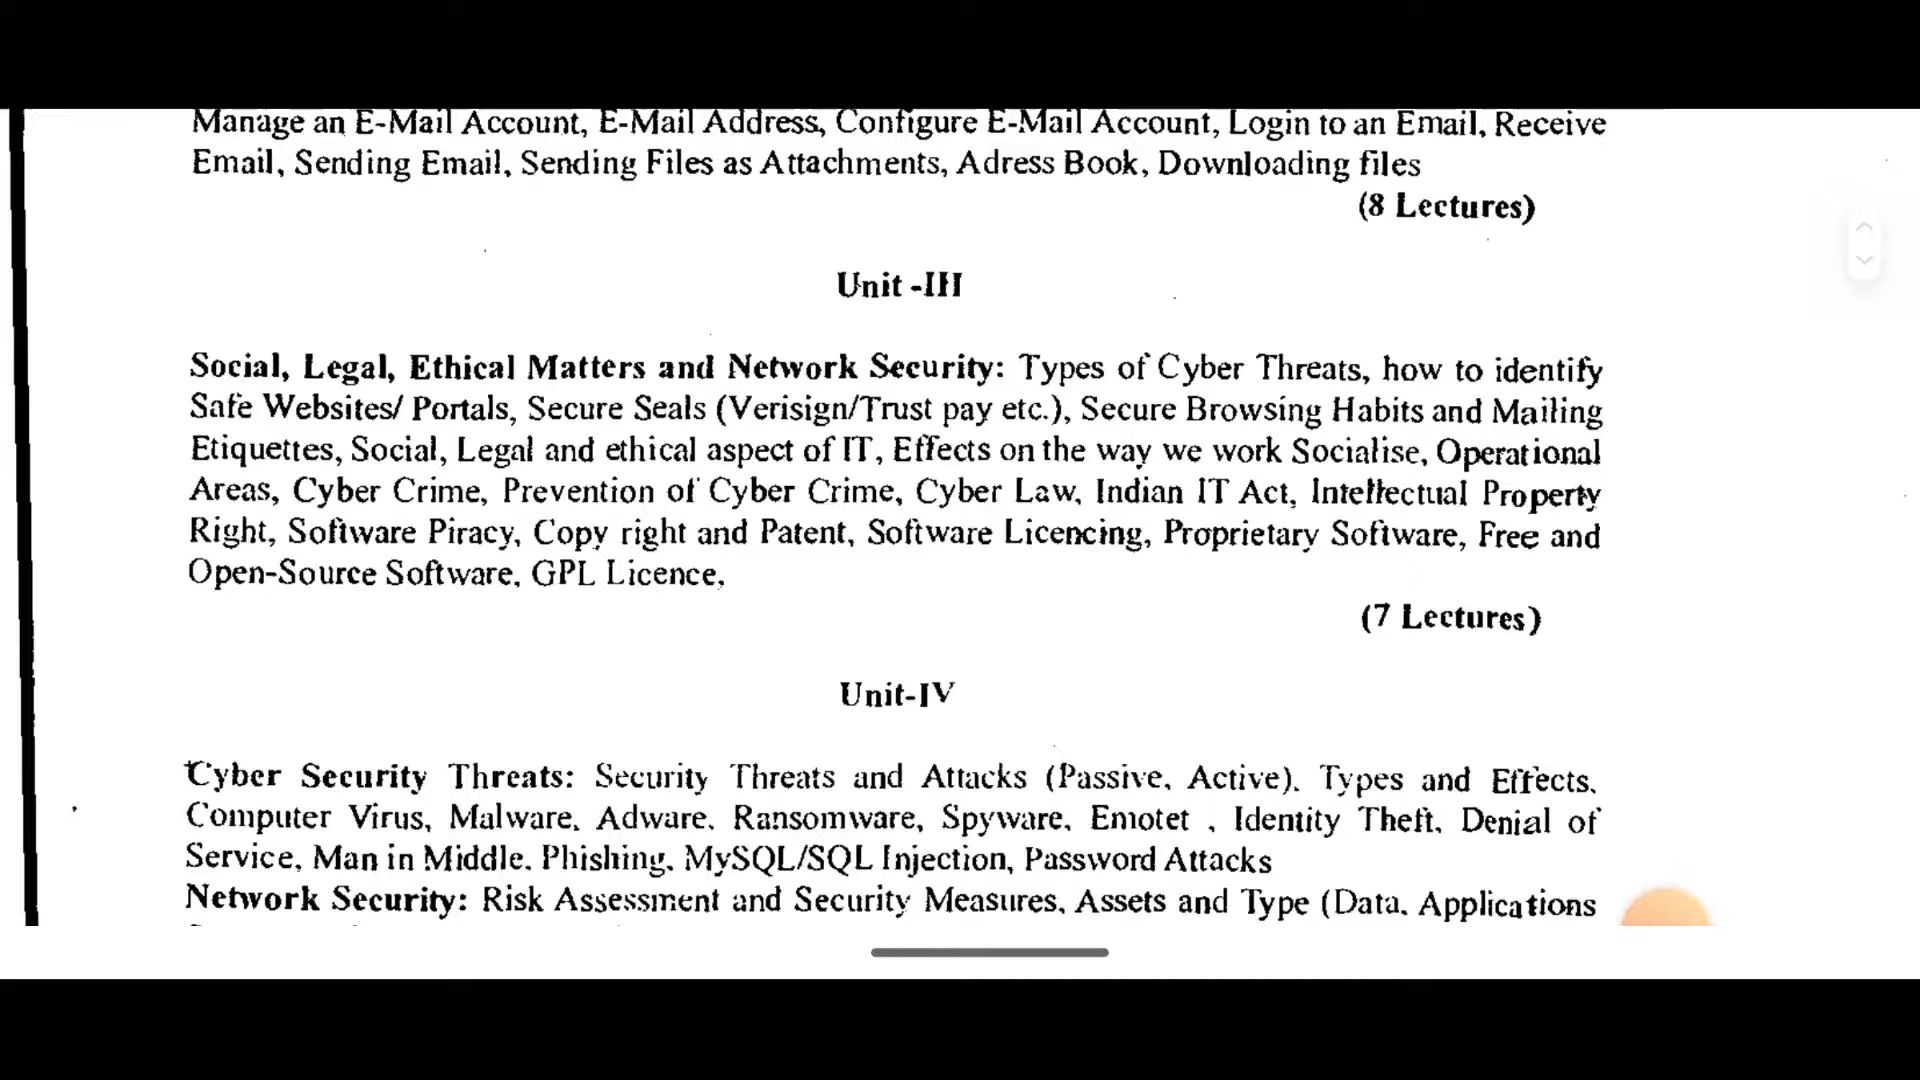 Manage an E-Mail Account, E-Mail Address, Configure E-Mail Account, Login to an Email, Receive
Email, Sending Email, Sending Files as Attachments, Adress Book, Downloading files
(8 Lectures)
Unit -III
Social, Legal, Ethical Matters and Network Security: Types of Cyber Threats, how to identify
Safe Websites/ Portals, Secure Seals (Verisign/Trust pay etc.), Secure Browsing Habits and Mailing
Etiquettes, Social, Legal and ethical aspect of IT, Effects on the way we work Socialise, Operational
Areas, Cyber Crime, Prevention of Cyber Crime, Cyber Law, Indian IT Act, Intellectual Property
Right, Software Piracy, Copy right and Patent, Software Licencing, Proprietary Software, Free and
Open-Source Software, GPL Licence,
(7 Lectures)
Unit-IV
Cyber Security Threats: Security Threats and Attacks (Passive, Active), Types and Effects,
Computer Virus, Malware, Adware, Ransomware, Spyware, Emotet , Identity Theft, Denial of
Service, Man in Middle, Phishing, MySQL/SQL Injection, Password Attacks
Network Security: Risk Assessment and Security Measures, Assets and Type (Data, Applications